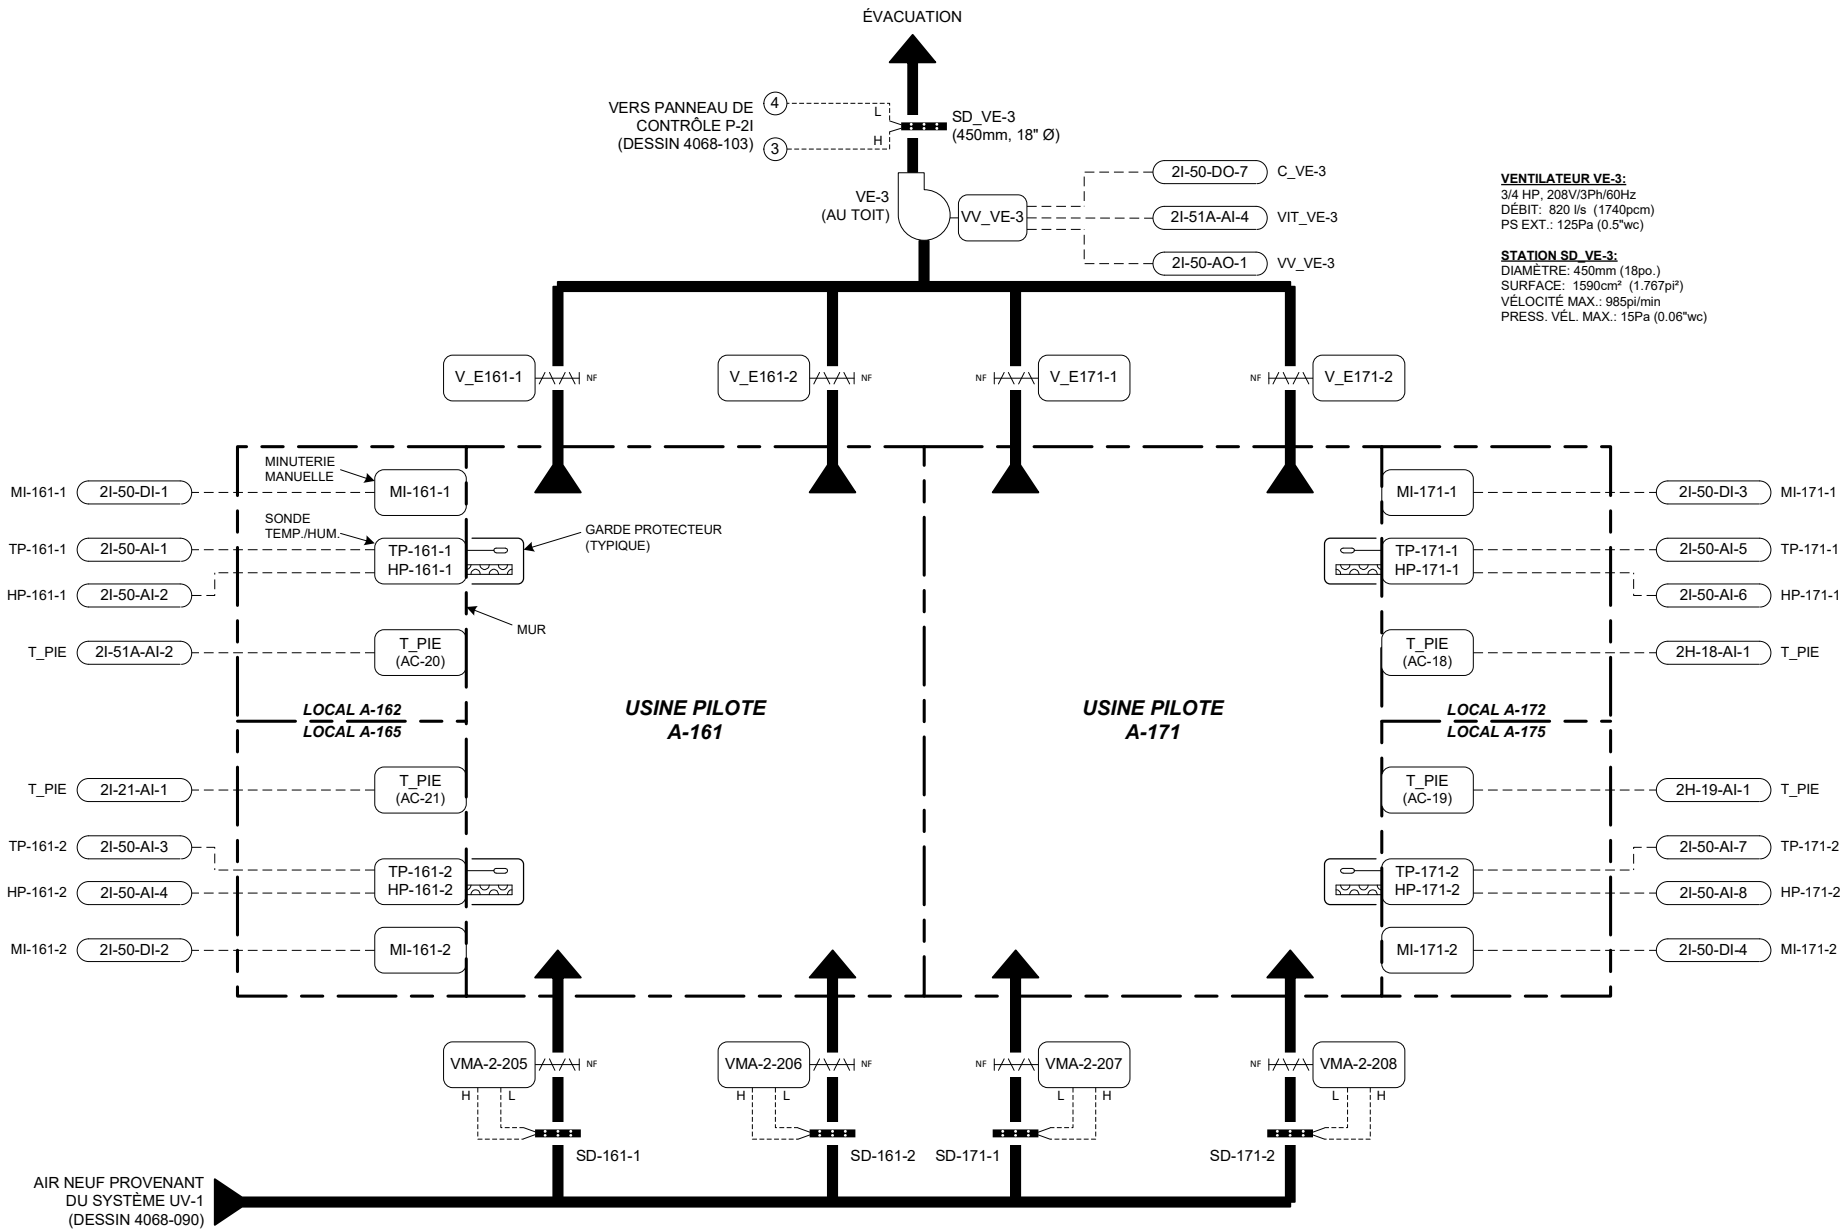 ÉVACUATION
VERS PANNEAU DE
CONTRÔLE P-2I
(DESSIN 4068-103)
4
3
L
H
SD_VE-3
(450mm, 18" Ø)
VE-3
(AU TOIT)
VV_VE-3
2I-50-DO-7 C_VE-3
2I-51A-AI-4 VIT_VE-3
2I-50-AO-1 VV_VE-3
VENTILATEUR VE-3:
3/4 HP, 208V/3Ph/60Hz
DÉBIT: 820 l/s (1740pcm)
PS EXT.: 125Pa (0.5"wc)
STATION SD_VE-3:
DIAMÈTRE: 450mm (18po.)
SURFACE: 1590cm² (1.767pi²)
VÉLOCITÉ MAX.: 985pi/min
PRESS. VÉL. MAX.: 15Pa (0.06"wc)
V_E161-1 NF
V_E161-2 NF
NF V_E171-1
NF V_E171-2
MINUTERIE
MANUELLE
MI-161-1 2I-50-DI-1 MI-161-1
SONDE
TEMP./HUM.
GARDE PROTECTEUR
(TYPIQUE)
TP-161-1 2I-50-AI-1 TP-161-1
HP-161-1
HP-161-1 2I-50-AI-2
MUR
T_PIE 2I-51A-AI-2 T_PIE
(AC-20)
LOCAL A-162
LOCAL A-165
T_PIE 2I-21-AI-1 T_PIE
(AC-21)
TP-161-2 2I-50-AI-3 TP-161-2
HP-161-2 2I-50-AI-4 HP-161-2
MI-161-2 2I-50-DI-2 MI-161-2
USINE PILOTE
A-161
USINE PILOTE
A-171
MI-171-1 2I-50-DI-3 MI-171-1
TP-171-1 2I-50-AI-5 TP-171-1
HP-171-1
2I-50-AI-6 HP-171-1
T_PIE 2H-18-AI-1 T_PIE
(AC-18)
LOCAL A-172
LOCAL A-175
T_PIE 2H-19-AI-1 T_PIE
(AC-19)
TP-171-2 2I-50-AI-7 TP-171-2
HP-171-2 2I-50-AI-8 HP-171-2
MI-171-2 2I-50-DI-4 MI-171-2
VMA-2-205 NF
H L
VMA-2-206 NF
H L
NF VMA-2-207
L H
NF VMA-2-208
L H
SD-161-1
SD-161-2
SD-171-1
SD-171-2
AIR NEUF PROVENANT
DU SYSTÈME UV-1
(DESSIN 4068-090)